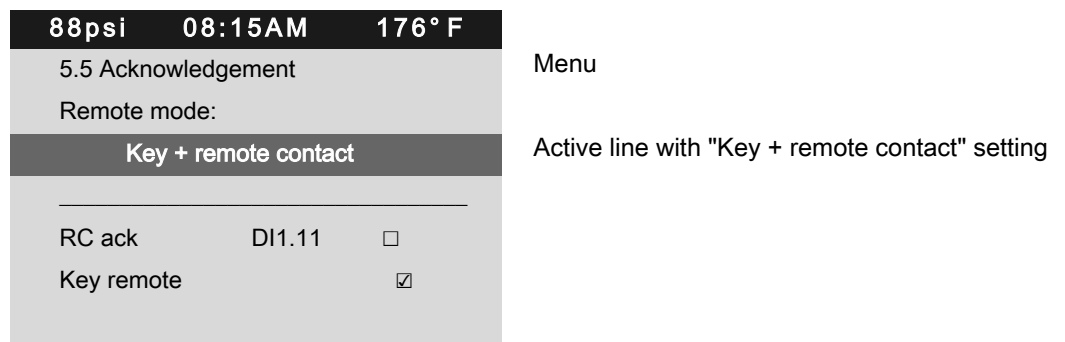 88psi 08:15AM 176°F
5.5 Acknowledgement
Menu
Remote mode:
Key + remote contact
Active line with "Key + remote contact" setting
RC ack DI1.11 ☐
Key remote ☑